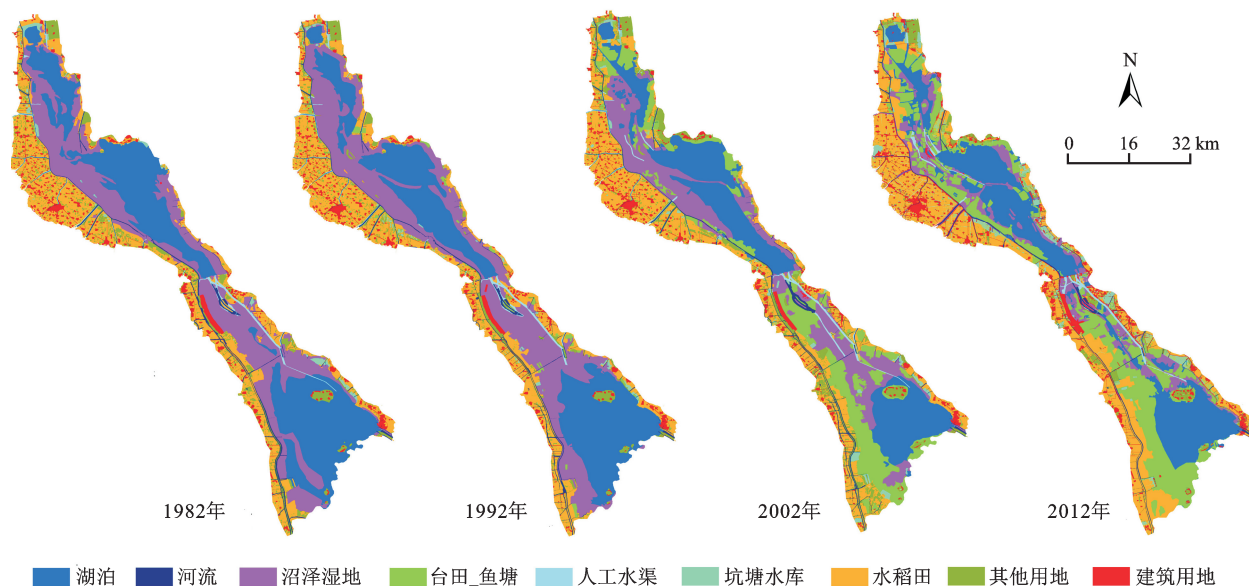 N
0 16 32 km
1982年 1992年 2002年 2012年
湖泊 河流 沼泽湿地 台田_鱼塘 人工水渠 坑塘水库 水稻田 其他用地 建筑用地